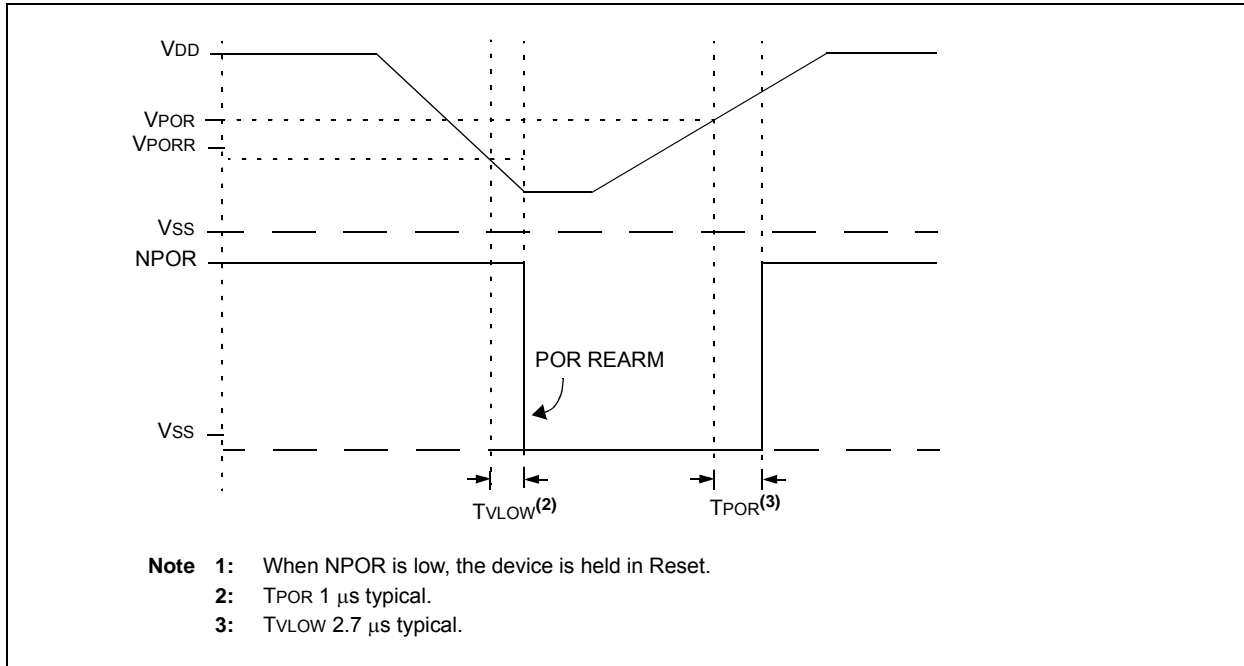 VDD
VPOR
VPORR
VSS
NPOR
POR REARM
VSS
TVLOW(2)
TPOR(3)
Note 1: When NPOR is low, the device is held in Reset.
2: TPOR 1 μs typical.
3: TVLOW 2.7 μs typical.